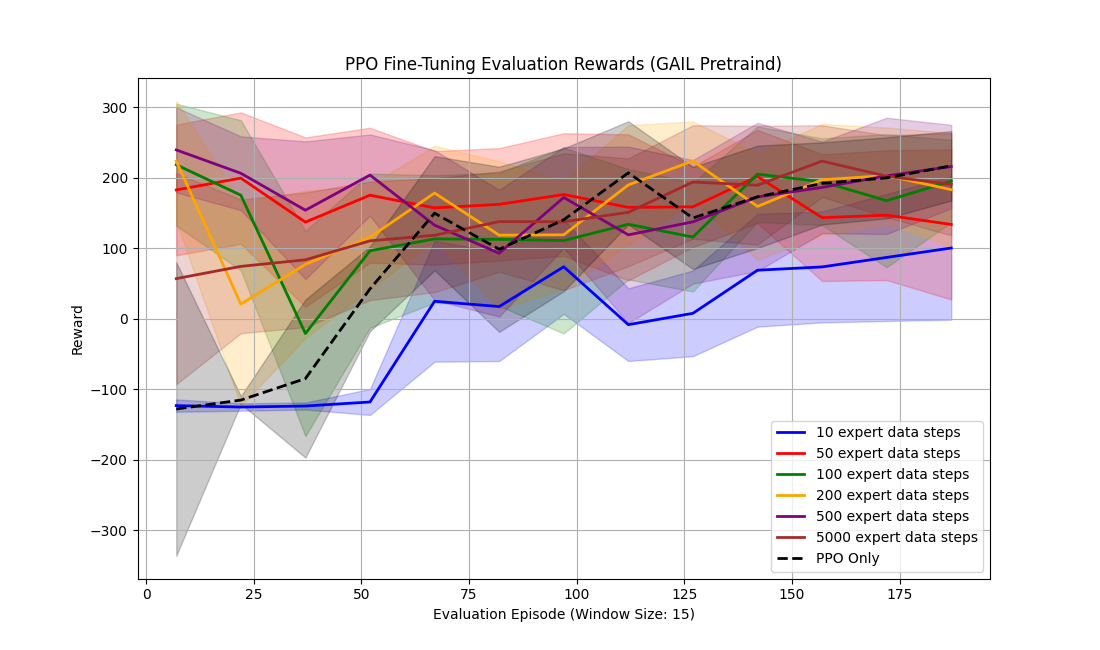 PPO Fine-Tuning Evaluation Rewards (GAIL Pretraind)
300
200
100
0
−100
−200
−300
Reward
0 25 50 75 100 125 150 175
Evaluation Episode (Window Size: 15)
10 expert data steps
50 expert data steps
100 expert data steps
200 expert data steps
500 expert data steps
5000 expert data steps
PPO Only